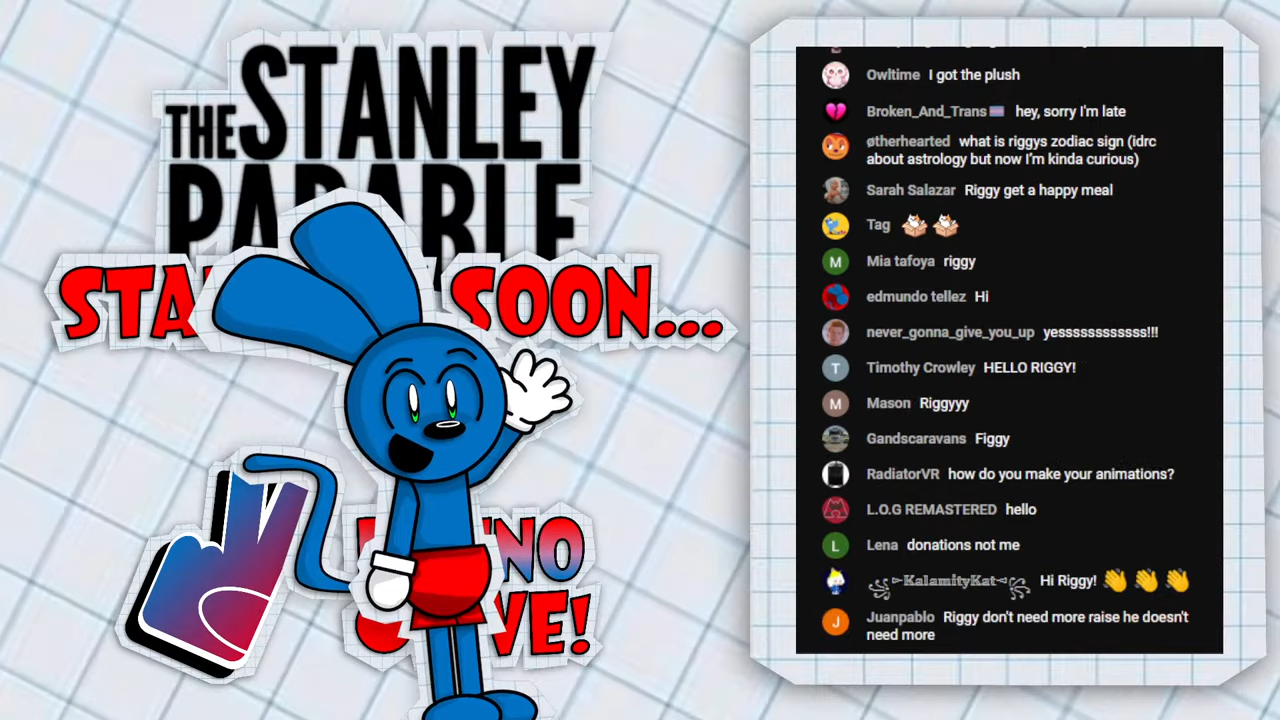 THE STANLEY
PARABLE
STA SOON...
NO
VE!
Owltime I got the plush
Broken_And_Trans hey, sorry I'm late
øtherhearted what is riggys zodiac sign (idrc
about astrology but now I'm kinda curious)
Sarah Salazar Riggy get a happy meal
Tag
Mia tafoya riggy
edmundo tellez Hi
never_gonna_give_you_up yessssssssssss!!!
Timothy Crowley HELLO RIGGY!
Mason Riggyyy
Gandscaravans Figgy
RadiatorVR how do you make your animations?
L.O.G REMASTERED hello
Lena donations not me
꧁𓆩𝕂𝕒𝕝𝕒𝕞𝕚𝕥𝕪𝕂𝕒𝕥𓆪꧂ Hi Riggy! 👋 👋 👋
Juanpablo Riggy don't need more raise he doesn't
need more